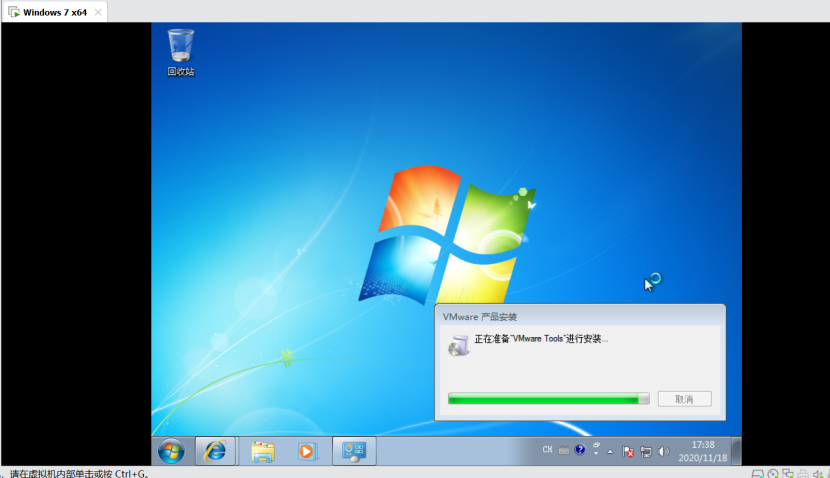 Windows 7 x64
回收站
VMware 产品安装
正在准备"VMware Tools"进行安装...
取消
CH
17:38
2020/11/18
请在虚拟机内部单击或按 Ctrl+G。